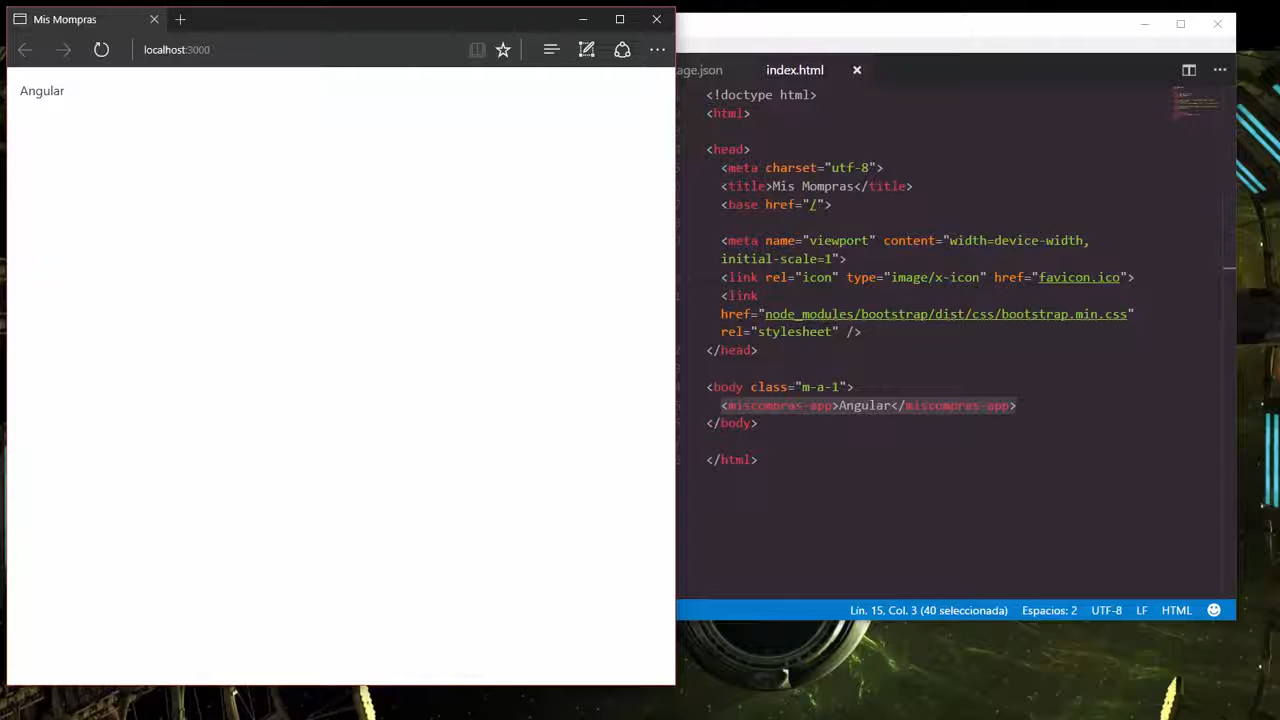 Mis Mompras
localhost:3000
Angular
age.json
index.html
<!doctype html>
<html>
<head>
<meta charset="utf-8">
<title>Mis Mompras</title>
<base href="/">
<meta name="viewport" content="width=device-width,
initial-scale=1">
<link rel="icon" type="image/x-icon" href="favicon.ico">
<link
href="node_modules/bootstrap/dist/css/bootstrap.min.css"
rel="stylesheet" />
</head>
<body class="m-a-1">
<miscompras-app>Angular</miscompras-app>
</body>
</html>
Lín. 15, Col. 3 (40 seleccionada) Espacios: 2 UTF-8 LF HTML